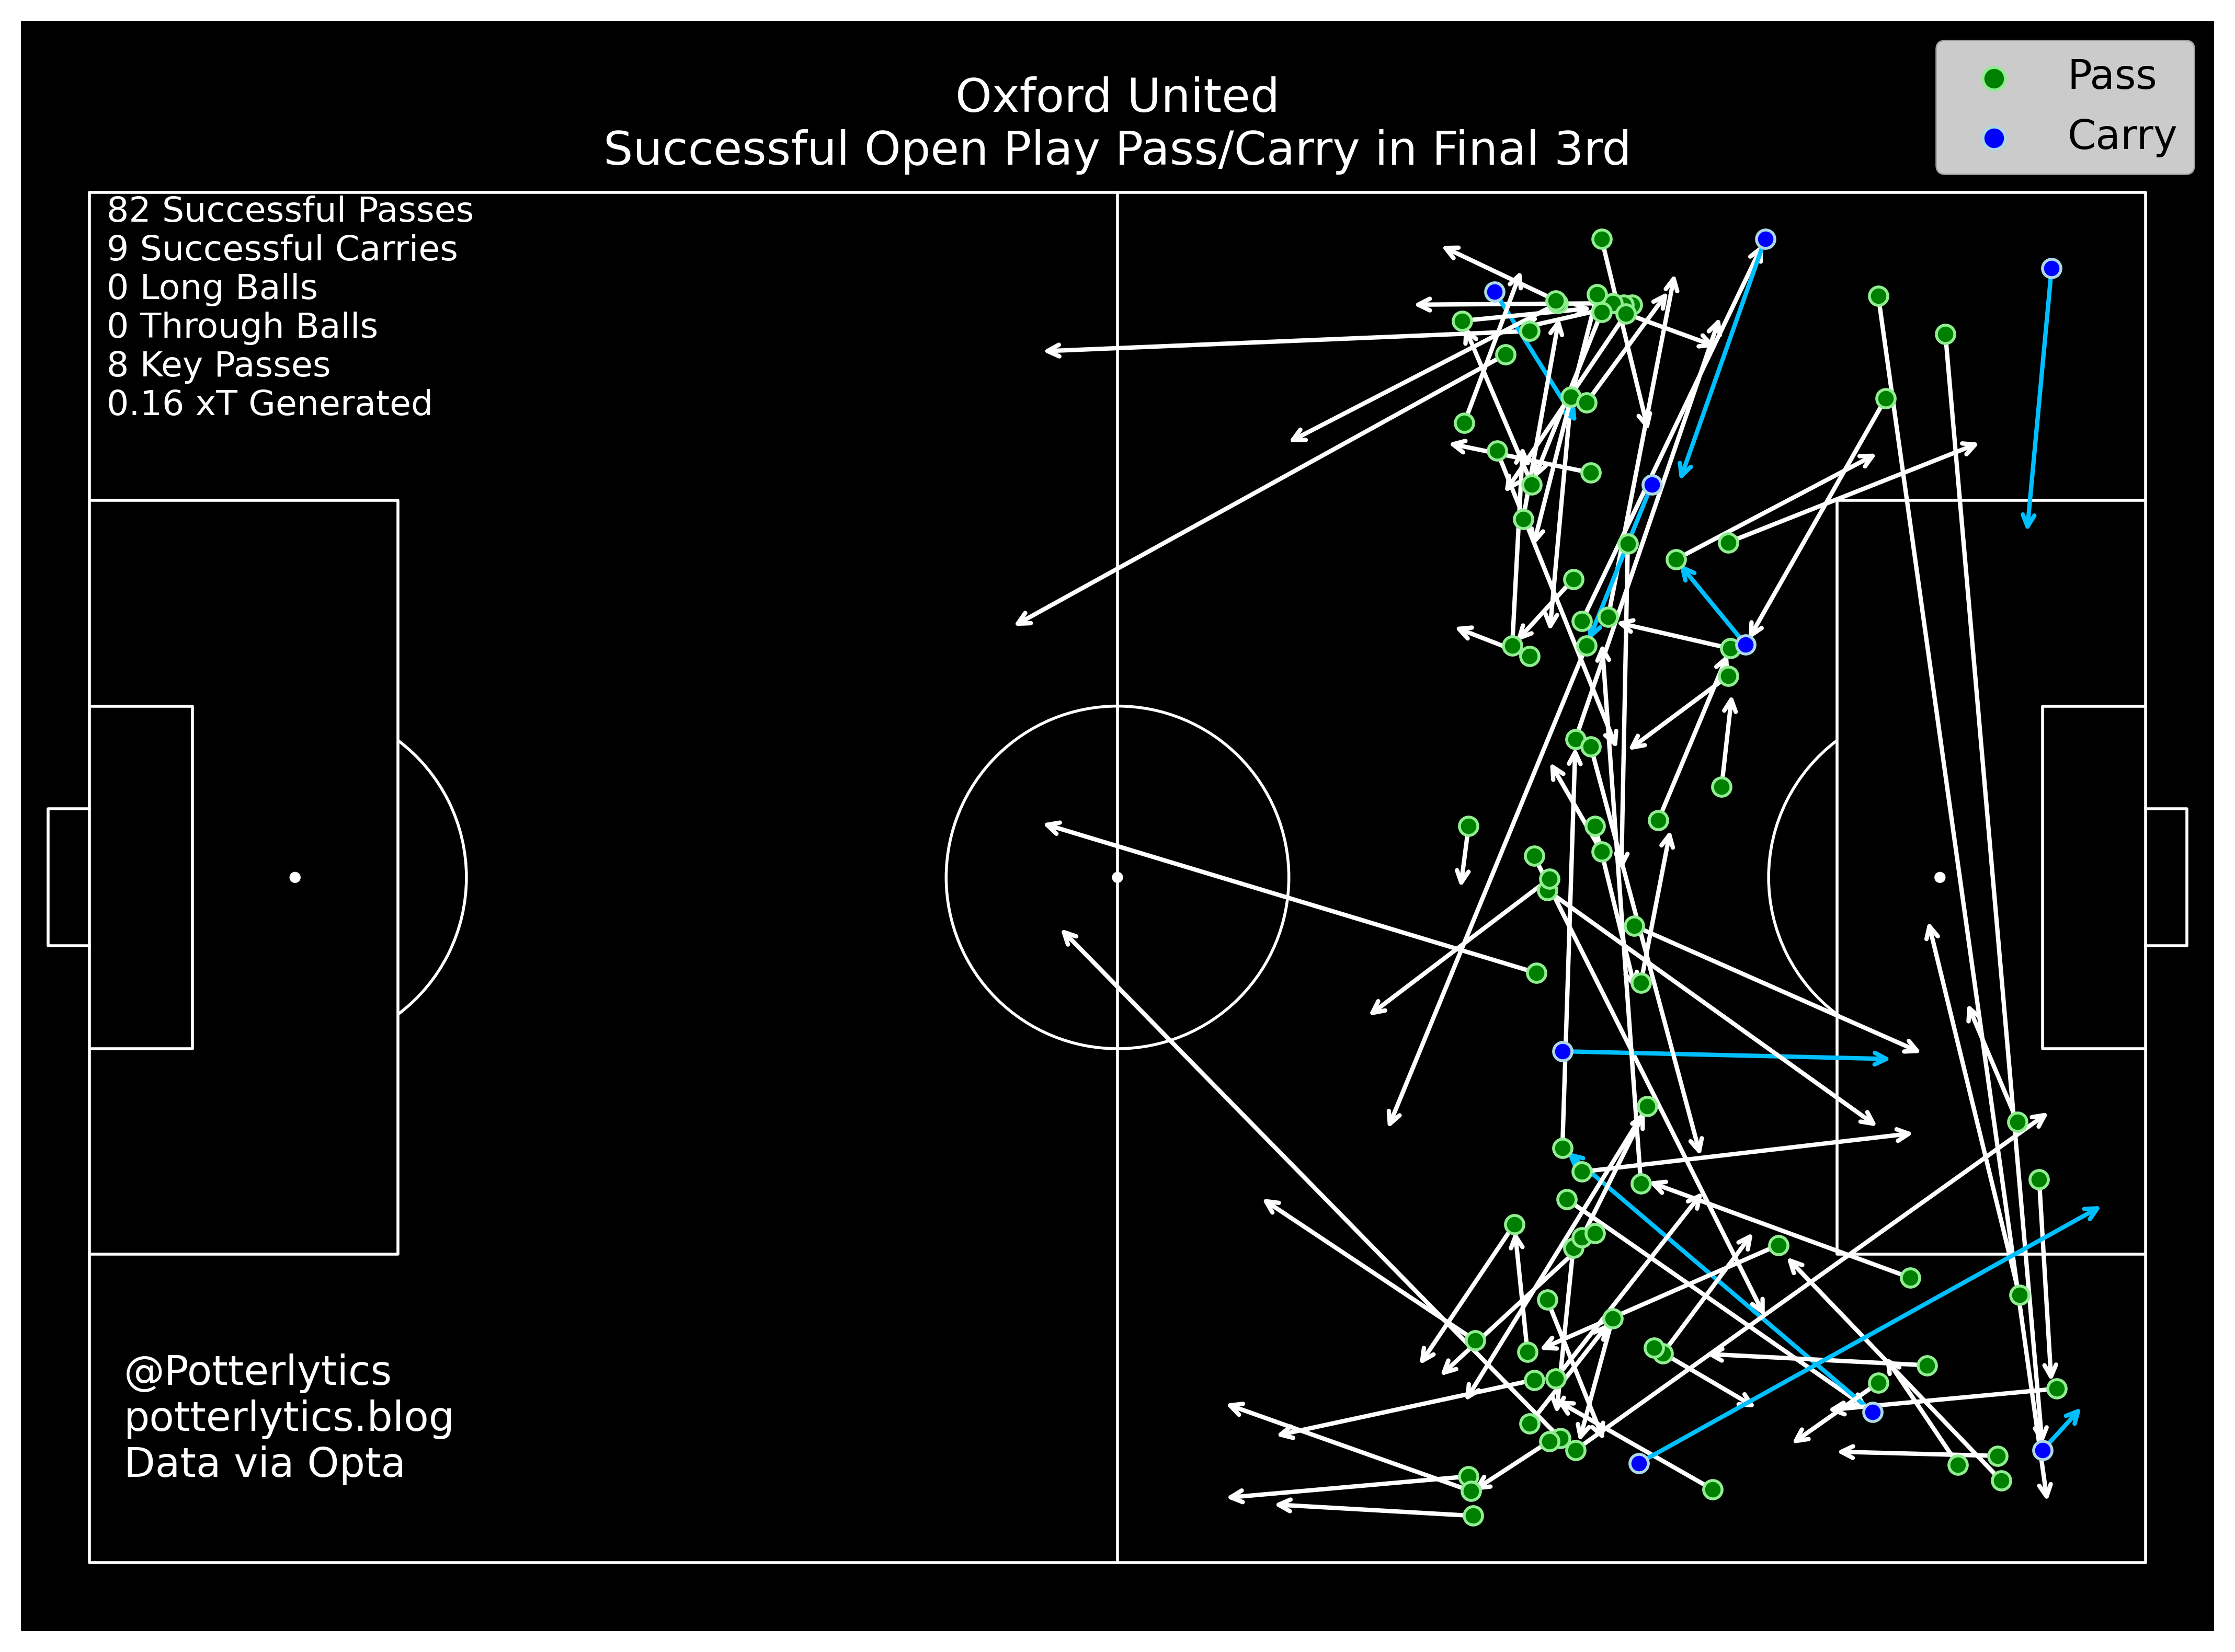 Oxford United
Successful Open Play Pass/Carry in Final 3rd
Pass
Carry
82 Successful Passes
9 Successful Carries
0 Long Balls
0 Through Balls
8 Key Passes
0.16 xT Generated
@Potterlytics
potterlytics.blog
Data via Opta